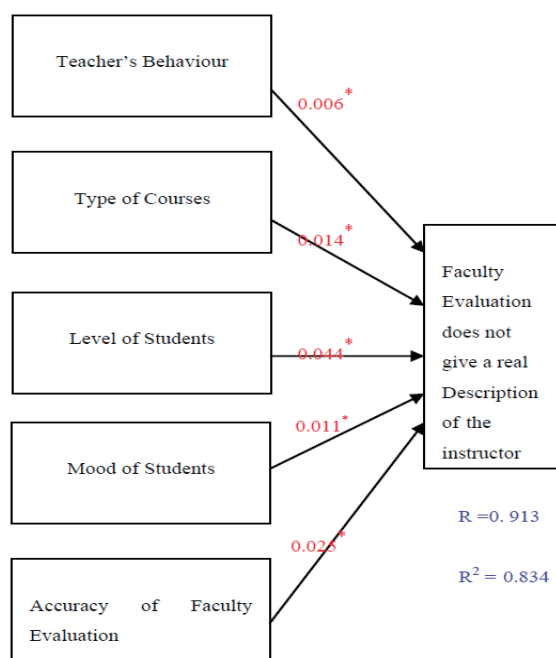 Teacher's Behaviour
0.006*
Type of Courses
0.014*
Level of Students
0.044*
Mood of Students
0.011*
Accuracy of Faculty
Evaluation
0.025*
Faculty
Evaluation
does not
give a real
Description
of the
instructor
R =0. 913
R² = 0.834